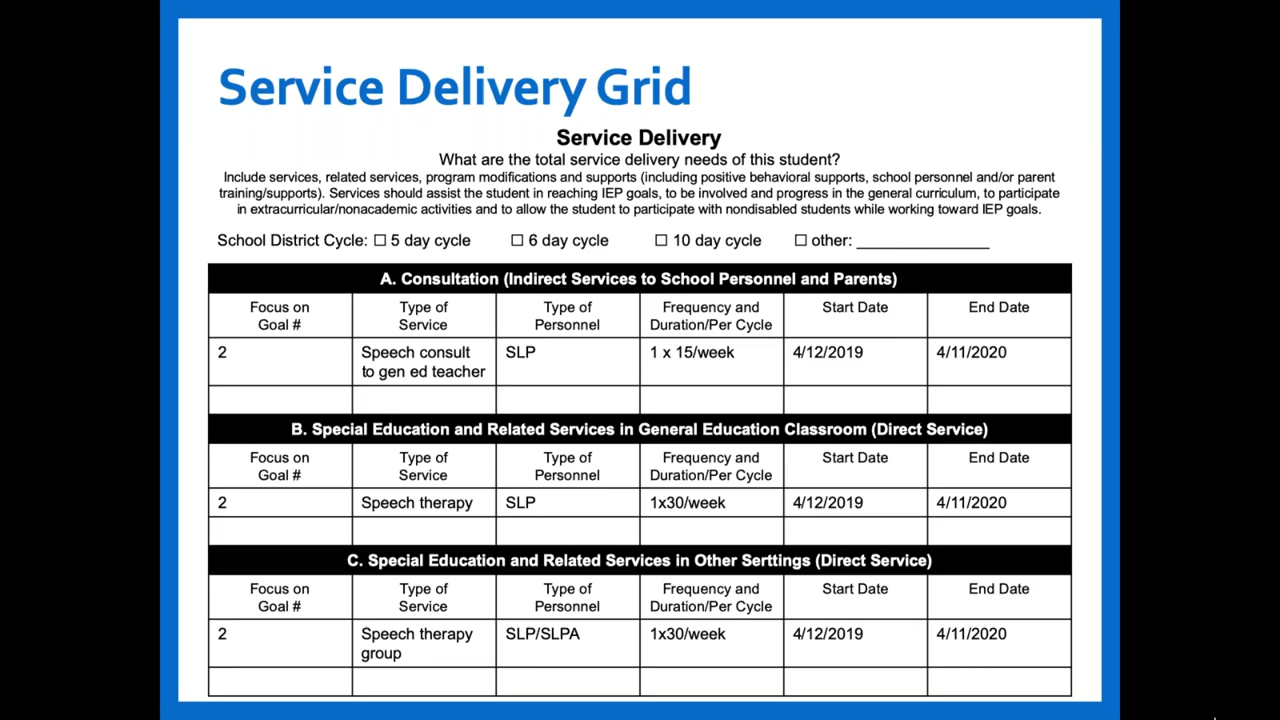 Service Delivery Grid
Service Delivery
What are the total service delivery needs of this student?
Include services, related services, program modifications and supports (including positive behavioral supports, school personnel and/or parent
training/supports). Services should assist the student in reaching IEP goals, to be involved and progress in the general curriculum, to participate
in extracurricular/nonacademic activities and to allow the student to participate with nondisabled students while working toward IEP goals.
School District Cycle: ☐ 5 day cycle ☐ 6 day cycle ☐ 10 day cycle ☐ other: _______________
A. Consultation (Indirect Services to School Personnel and Parents)
Focus on Type of Type of Frequency and Start Date End Date
Goal # Service Personnel Duration/Per Cycle
2 Speech consult SLP 1 x 15/week 4/12/2019 4/11/2020
to gen ed teacher
B. Special Education and Related Services in General Education Classroom (Direct Service)
Focus on Type of Type of Frequency and Start Date End Date
Goal # Service Personnel Duration/Per Cycle
2 Speech therapy SLP 1x30/week 4/12/2019 4/11/2020
C. Special Education and Related Services in Other Serttings (Direct Service)
Focus on Type of Type of Frequency and Start Date End Date
Goal # Service Personnel Duration/Per Cycle
2 Speech therapy SLP/SLPA 1x30/week 4/12/2019 4/11/2020
group